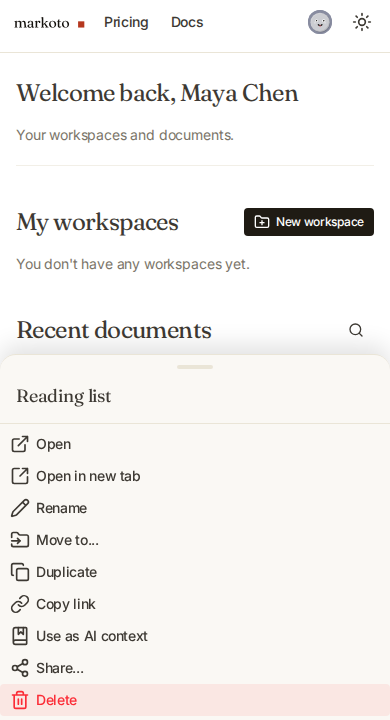 markoto Pricing Docs
Welcome back, Maya Chen
Your workspaces and documents.
My workspaces
New workspace
You don't have any workspaces yet.
Recent documents
Reading list
Open
Open in new tab
Rename
Move to...
Duplicate
Copy link
Use as AI context
Share...
Delete